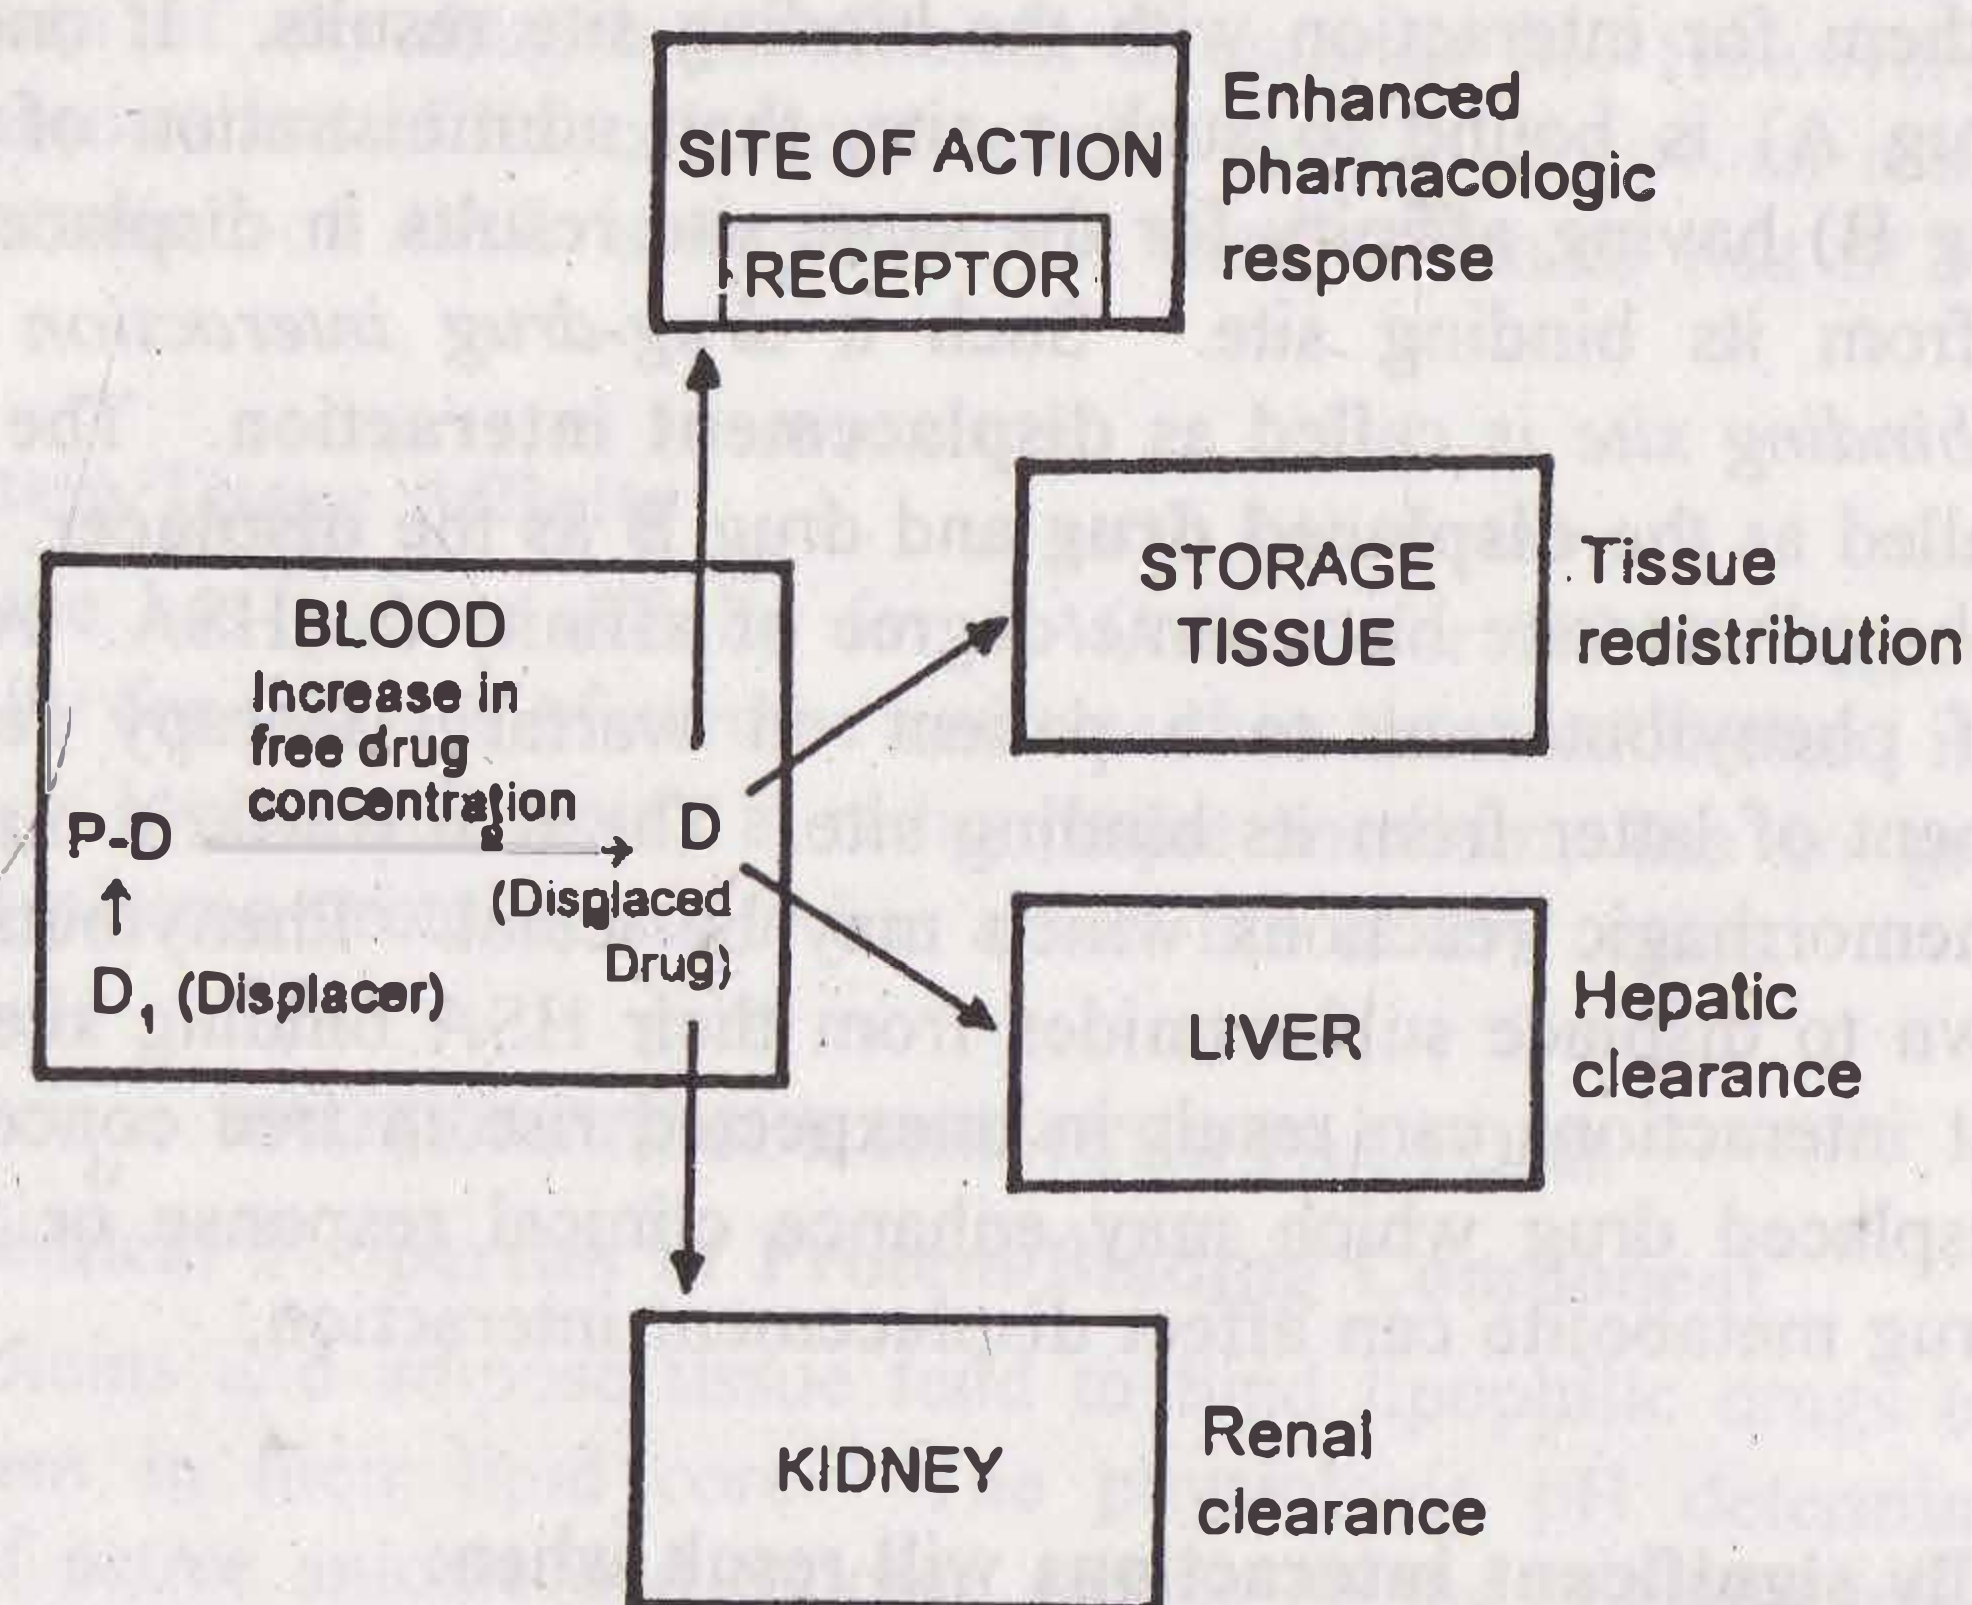 SITE OF ACTION
RECEPTOR
Enhanced
pharmacologic
response
STORAGE
TISSUE
Tissue
redistribution
BLOOD
Increase in
free drug
concentration
P-D
D
(Displaced
Drug)
D₁ (Displacer)
LIVER
Hepatic
clearance
KIDNEY
Renal
clearance